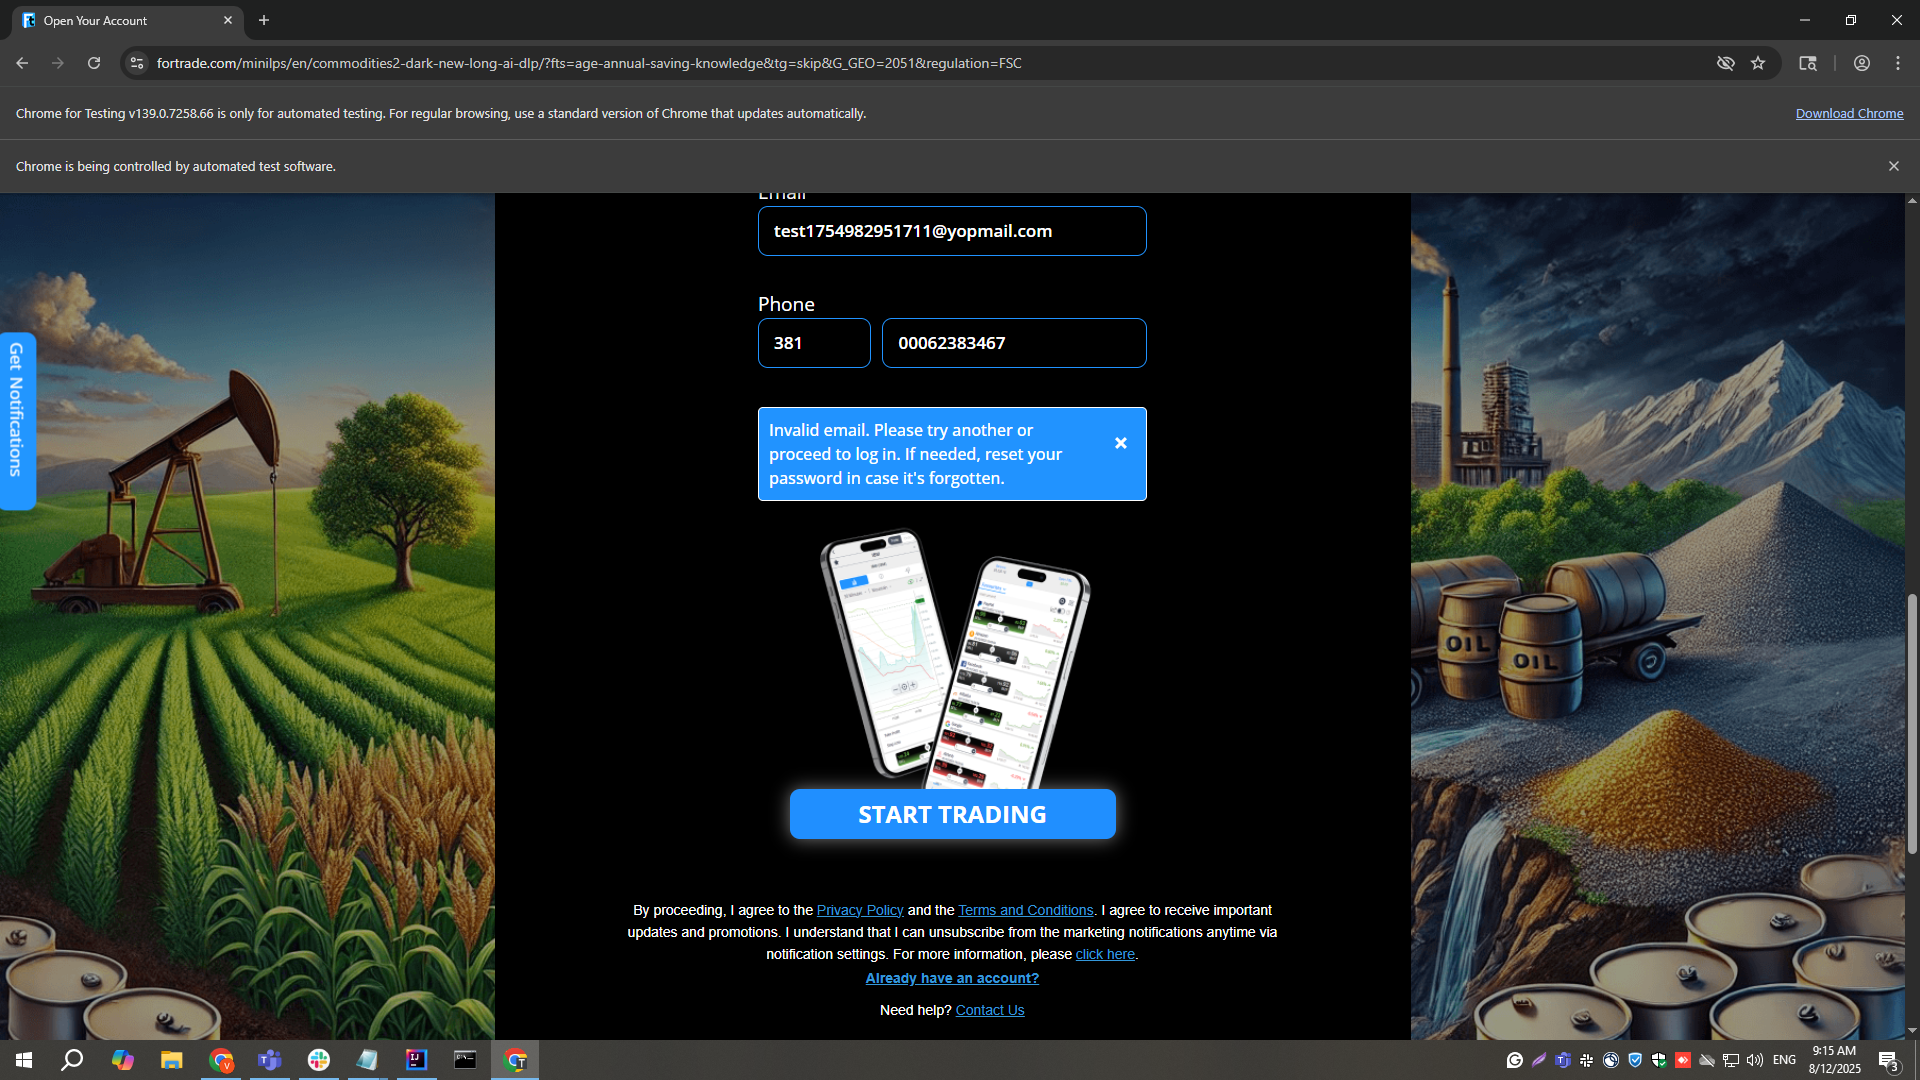 Open Your Account
fortrade.com/minilps/en/commodities2-dark-new-long-ai-dlp/?fts=age-annual-saving-knowledge&tg=skip&G_GEO=2051&regulation=FSC
Chrome for Testing v139.0.7258.66 is only for automated testing. For regular browsing, use a standard version of Chrome that updates automatically.
Download Chrome
Chrome is being controlled by automated test software.
Email
test1754982951711@yopmail.com
Phone
381
00062383467
Get Notifications
Invalid email. Please try another or
proceed to log in. If needed, reset your
password in case it's forgotten.
OIL
OIL
START TRADING
By proceeding, I agree to the Privacy Policy and the Terms and Conditions. I agree to receive important
updates and promotions. I understand that I can unsubscribe from the marketing notifications anytime via
notification settings. For more information, please click here.
Already have an account?
Need help? Contact Us
ENG
9:15 AM
8/12/2025
3